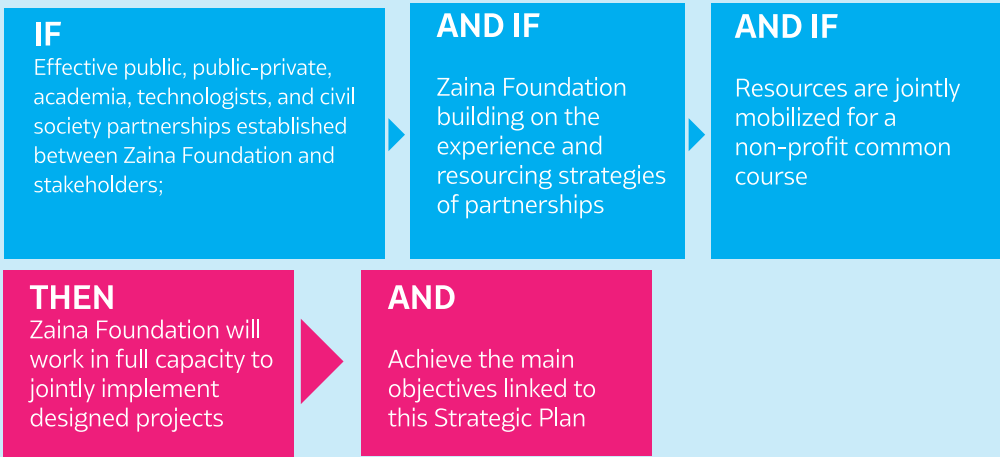 IF
Effective public, public-private,
academia, technologists, and civil
society partnerships established
between Zaina Foundation and
stakeholders;
AND IF
Zaina Foundation
building on the
experience and
resourcing strategies
of partnerships
AND IF
Resources are jointly
mobilized for a
non-profit common
course
THEN
Zaina Foundation will
work in full capacity to
jointly implement
designed projects
AND
Achieve the main
objectives linked to
this Strategic Plan